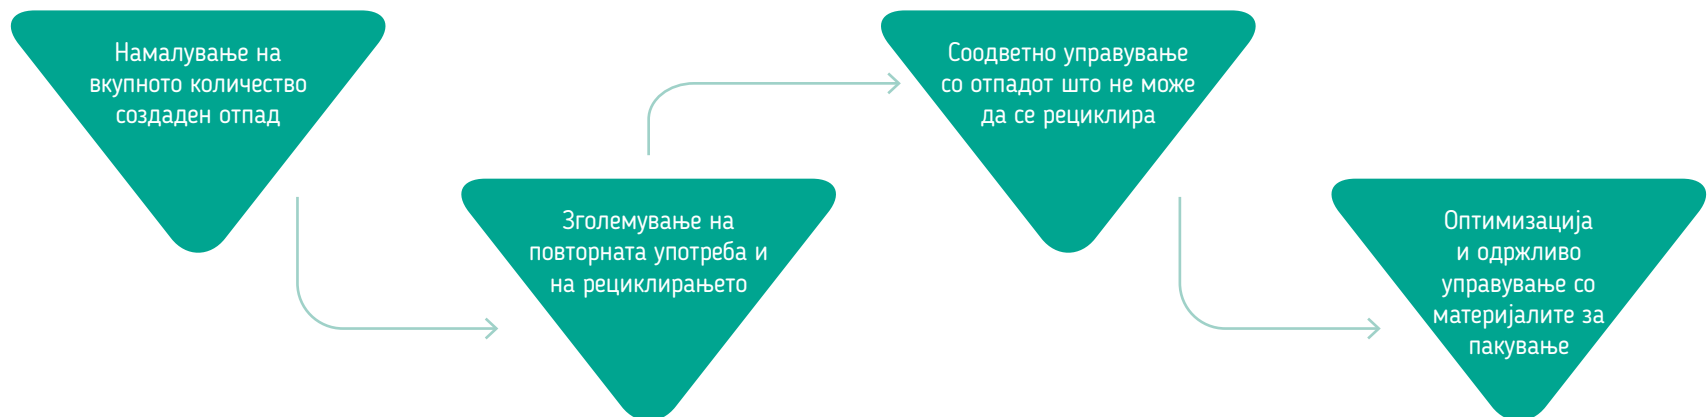 Намалување на
вкупното количество
создаден отпад
Зголемување на
повторната употреба и
на рециклирањето
Соодветно управување
со отпадот што не може
да се рециклира
Оптимизација
и одржливо
управување со
материјалите за
пакување